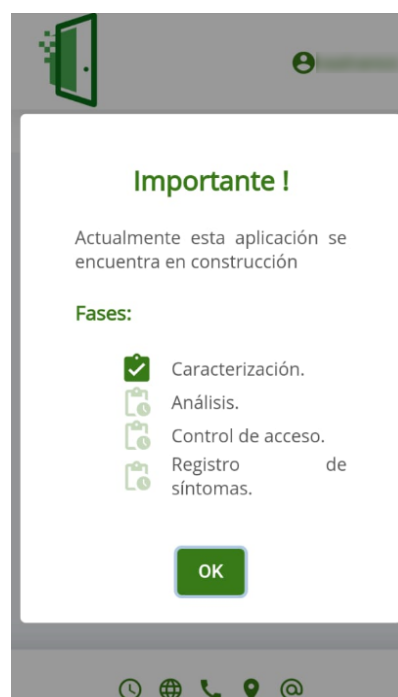 Importante !
Actualmente esta aplicación se
encuentra en construcción
Fases:
Caracterización.
Análisis.
Control de acceso.
Registro de
síntomas.
OK